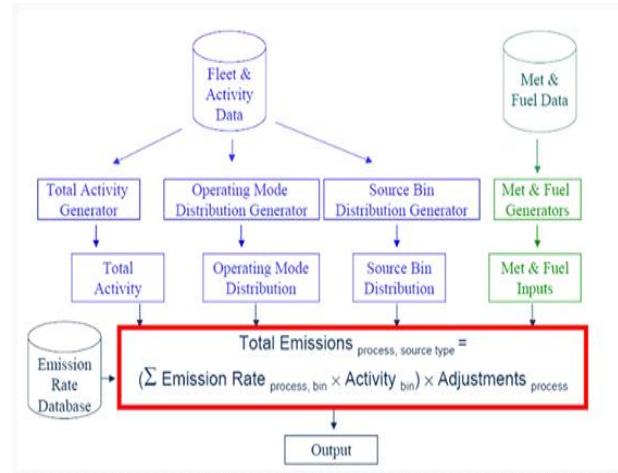 Fleet &
Activity
Data
Met &
Fuel Data
Total Activity
Generator
Operating Mode
Distribution Generator
Source Bin
Distribution Generator
Met & Fuel
Generators
Total
Activity
Operating Mode
Distribution
Source Bin
Distribution
Met & Fuel
Inputs
Emission
Rate
Database
Total Emissions process, source type =
(∑ Emission Rate process, bin × Activity bin) × Adjustments process
Output